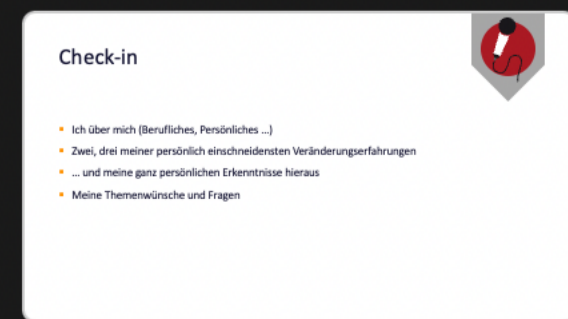 Check-in
Ich über mich (Berufliches, Persönliches ...)
Zwei, drei meiner persönlich einschneidensten Veränderungserfahrungen
... und meine ganz persönlichen Erkenntnisse hieraus
Meine Themenwünsche und Fragen